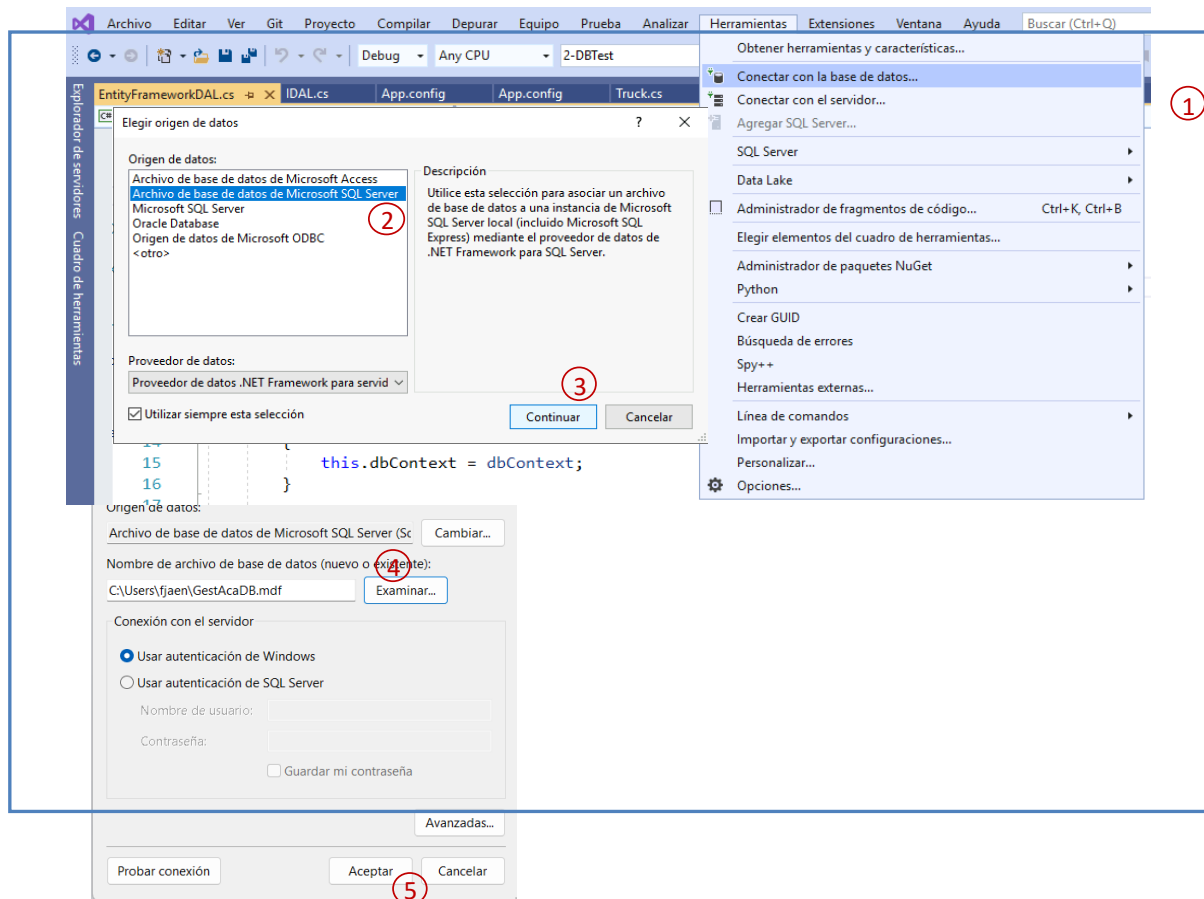 Archivo Editar Ver Git Proyecto Compilar Depurar Equipo Prueba Analizar Herramientas Extensiones Ventana Ayuda Buscar (Ctrl+Q)
Debug Any CPU 2-DBTest
Explorador de servidores Cuadro de herramientas
EntityFrameworkDAL.cs IDAL.cs App.config App.config Truck.cs
C#
Obtener herramientas y características...
Conectar con la base de datos...
1
Conectar con el servidor...
Agregar SQL Server...
SQL Server
Data Lake
Administrador de fragmentos de código... Ctrl+K, Ctrl+B
Elegir elementos del cuadro de herramientas...
Administrador de paquetes NuGet
Python
Crear GUID
Búsqueda de errores
Spy++
Herramientas externas...
Línea de comandos
Importar y exportar configuraciones...
Personalizar...
Opciones...
Elegir origen de datos ? X
Origen de datos:
Archivo de base de datos de Microsoft Access
Archivo de base de datos de Microsoft SQL Server
Microsoft SQL Server
2
Oracle Database
Origen de datos de Microsoft ODBC
<otro>
Descripción
Utilice esta selección para asociar un archivo
de base de datos a una instancia de Microsoft
SQL Server local (incluido Microsoft SQL
Express) mediante el proveedor de datos de
.NET Framework para SQL Server.
Proveedor de datos:
Proveedor de datos .NET Framework para servid
3
Utilizar siempre esta selección
Continuar Cancelar
14 {
15 this.dbContext = dbContext;
16 }
17
Origen de datos:
Archivo de base de datos de Microsoft SQL Server (Sc Cambiar...
Nombre de archivo de base de datos (nuevo o existente):
4
C:\Users\fjaen\GestAcaDB.mdf Examinar...
Conexión con el servidor
Usar autenticación de Windows
Usar autenticación de SQL Server
Nombre de usuario:
Contraseña:
Guardar mi contraseña
Avanzadas...
Probar conexión Aceptar Cancelar
5